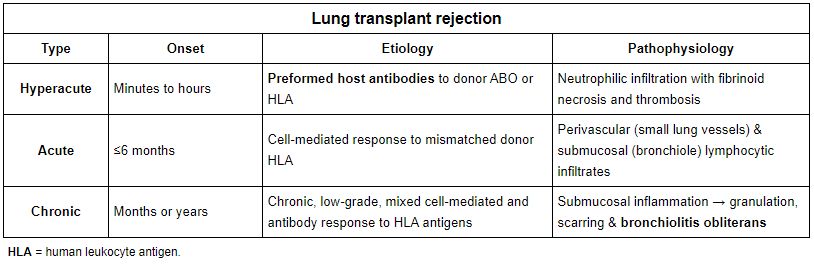 Lung transplant rejection
Type Onset Etiology Pathophysiology
Hyperacute Minutes to hours Preformed host antibodies to donor ABO or
HLA
Neutrophilic infiltration with fibrinoid
necrosis and thrombosis
Acute ≤6 months Cell-mediated response to mismatched donor
HLA
Perivascular (small lung vessels) &
submucosal (bronchiole) lymphocytic
infiltrates
Chronic Months or years Chronic, low-grade, mixed cell-mediated and
antibody response to HLA antigens
Submucosal inflammation → granulation,
scarring & bronchiolitis obliterans
HLA = human leukocyte antigen.